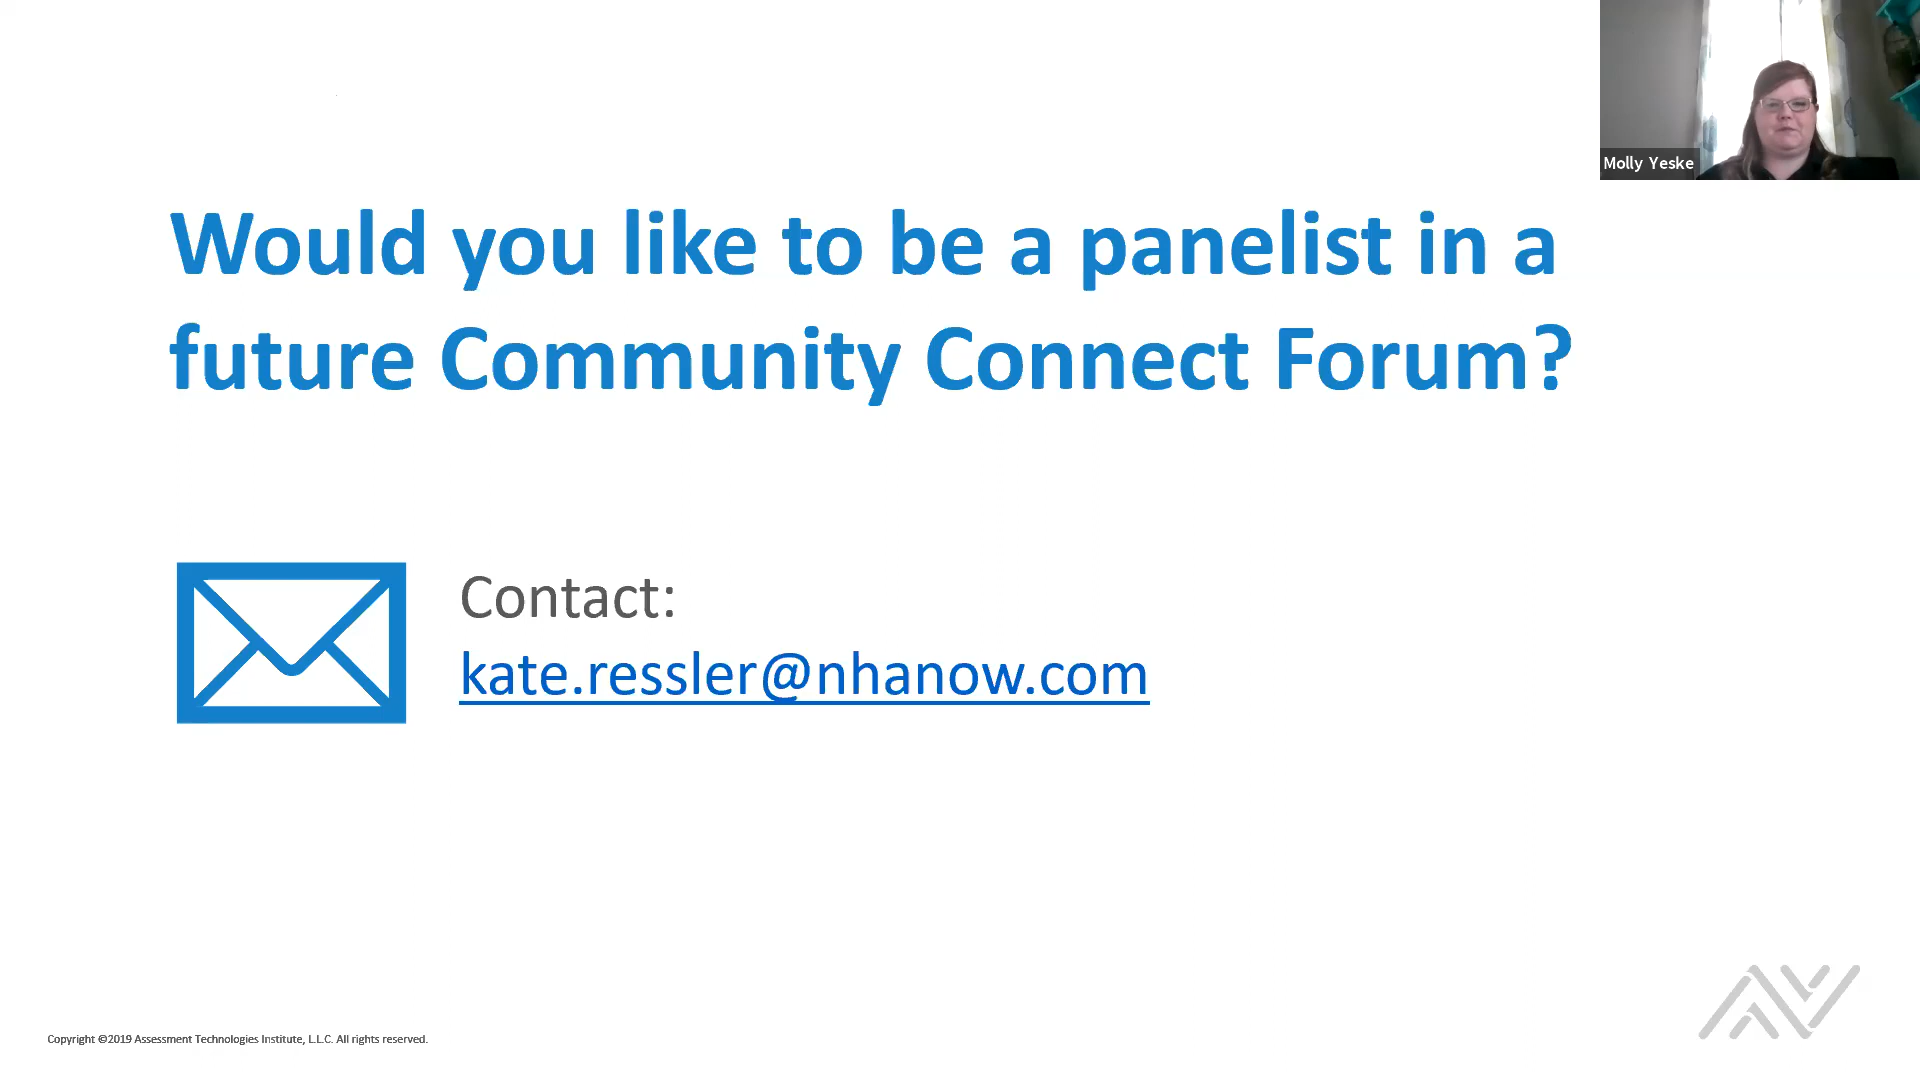 Molly Yeske
Would you like to be a panelist in a
future Community Connect Forum?
Contact:
kate.ressler@nhanow.com
Copyright ©2019 Assessment Technologies Institute, L.L.C. All rights reserved.